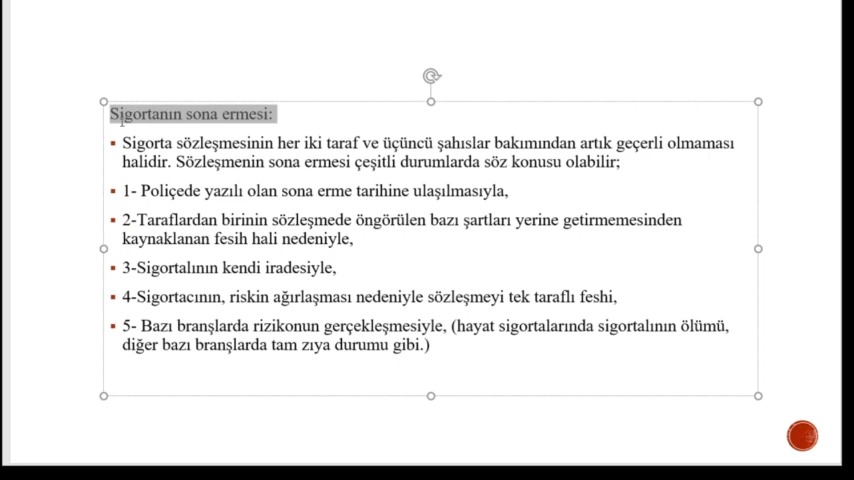 Sigortanın sona ermesi:
Sigorta sözleşmesinin her iki taraf ve üçüncü şahıslar bakımından artık geçerli olmaması
halidir. Sözleşmenin sona ermesi çeşitli durumlarda söz konusu olabilir;
1- Poliçede yazılı olan sona erme tarihine ulaşılmasıyla,
2-Taraflardan birinin sözleşmede öngörülen bazı şartları yerine getirmemesinden
kaynaklanan fesih hali nedeniyle,
3-Sigortalının kendi iradesiyle,
4-Sigortacının, riskin ağırlaşması nedeniyle sözleşmeyi tek taraflı feshi,
5- Bazı branşlarda rizikonun gerçekleşmesiyle, (hayat sigortalarında sigortalının ölümü,
diğer bazı branşlarda tam zıya durumu gibi.)